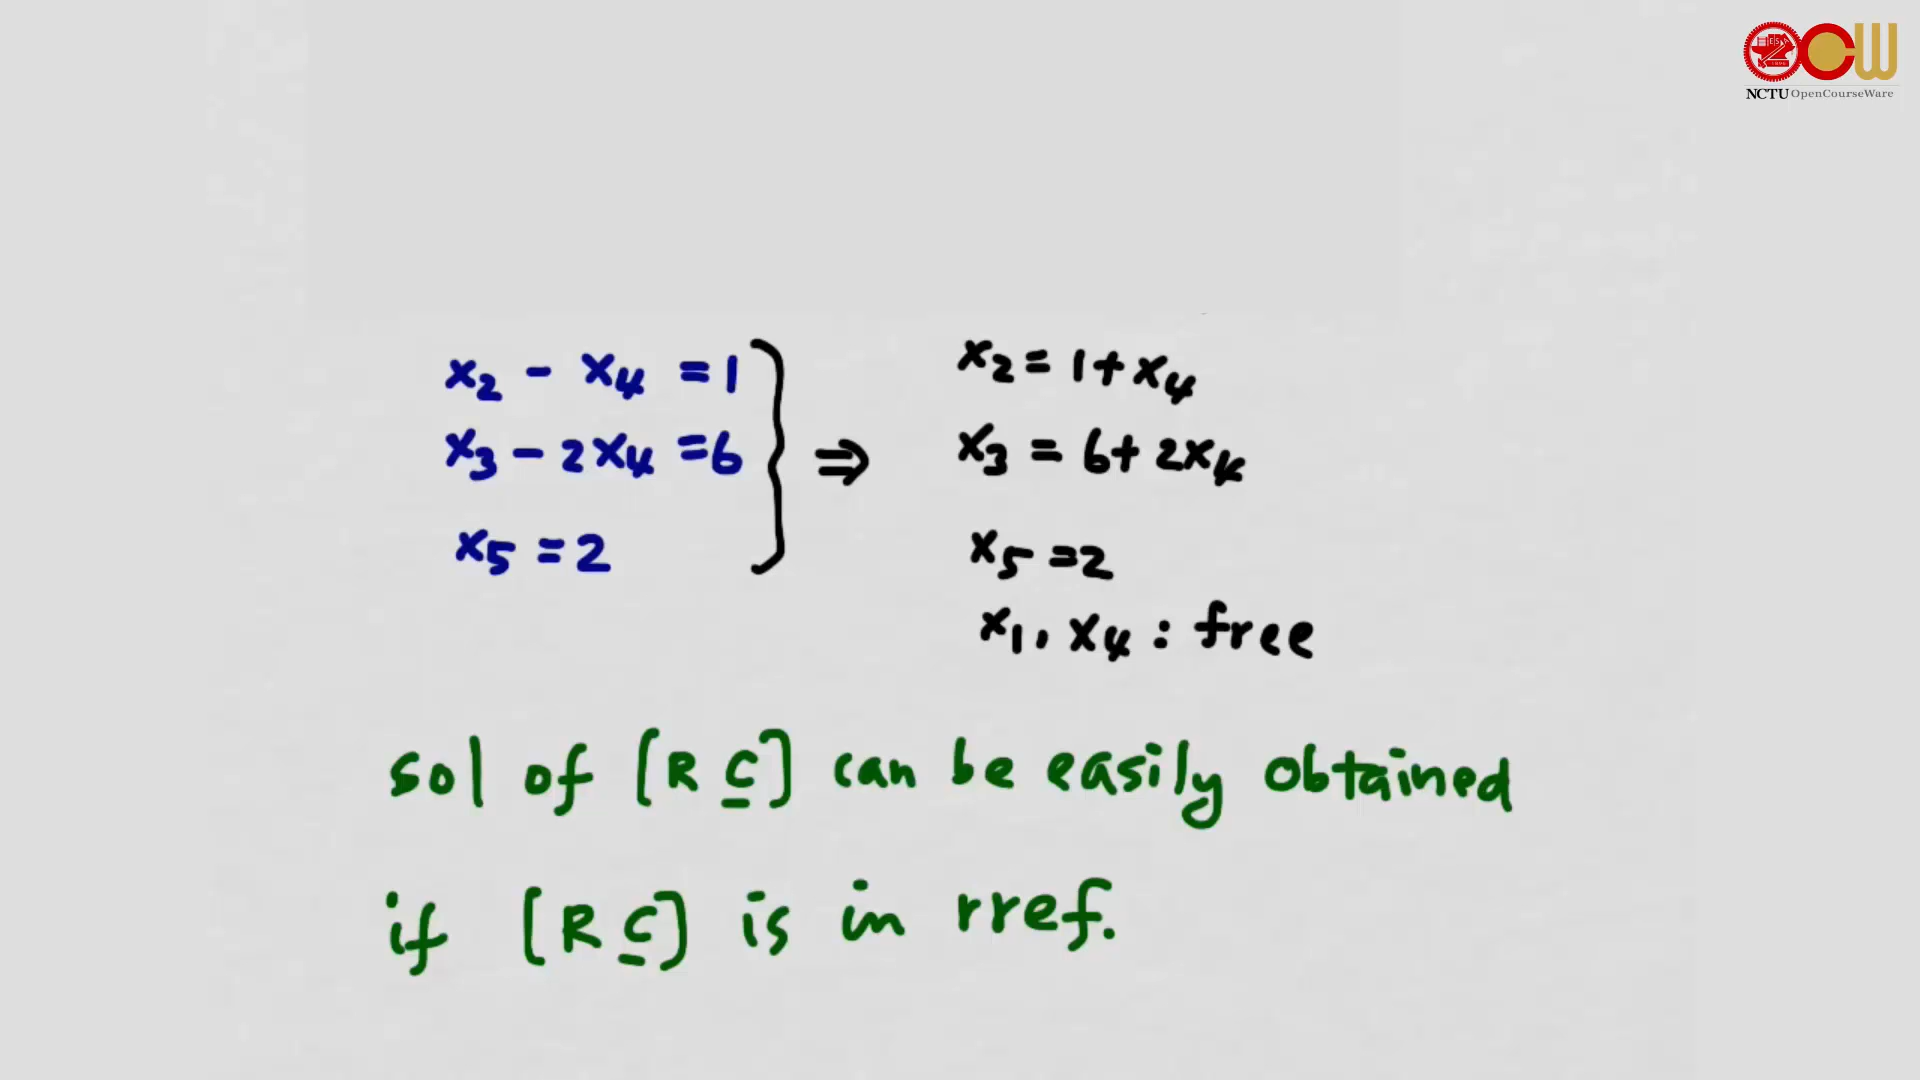 NCTU OpenCourseWare
x₂ - x₄ = 1
x₃ - 2x₄ = 6
x₅ = 2
⇒
x₂ = 1 + x₄
x₃ = 6 + 2x₄
x₅ = 2
x₁, x₄ : free
sol of [R c] can be easily obtained
if [R c] is in rref.